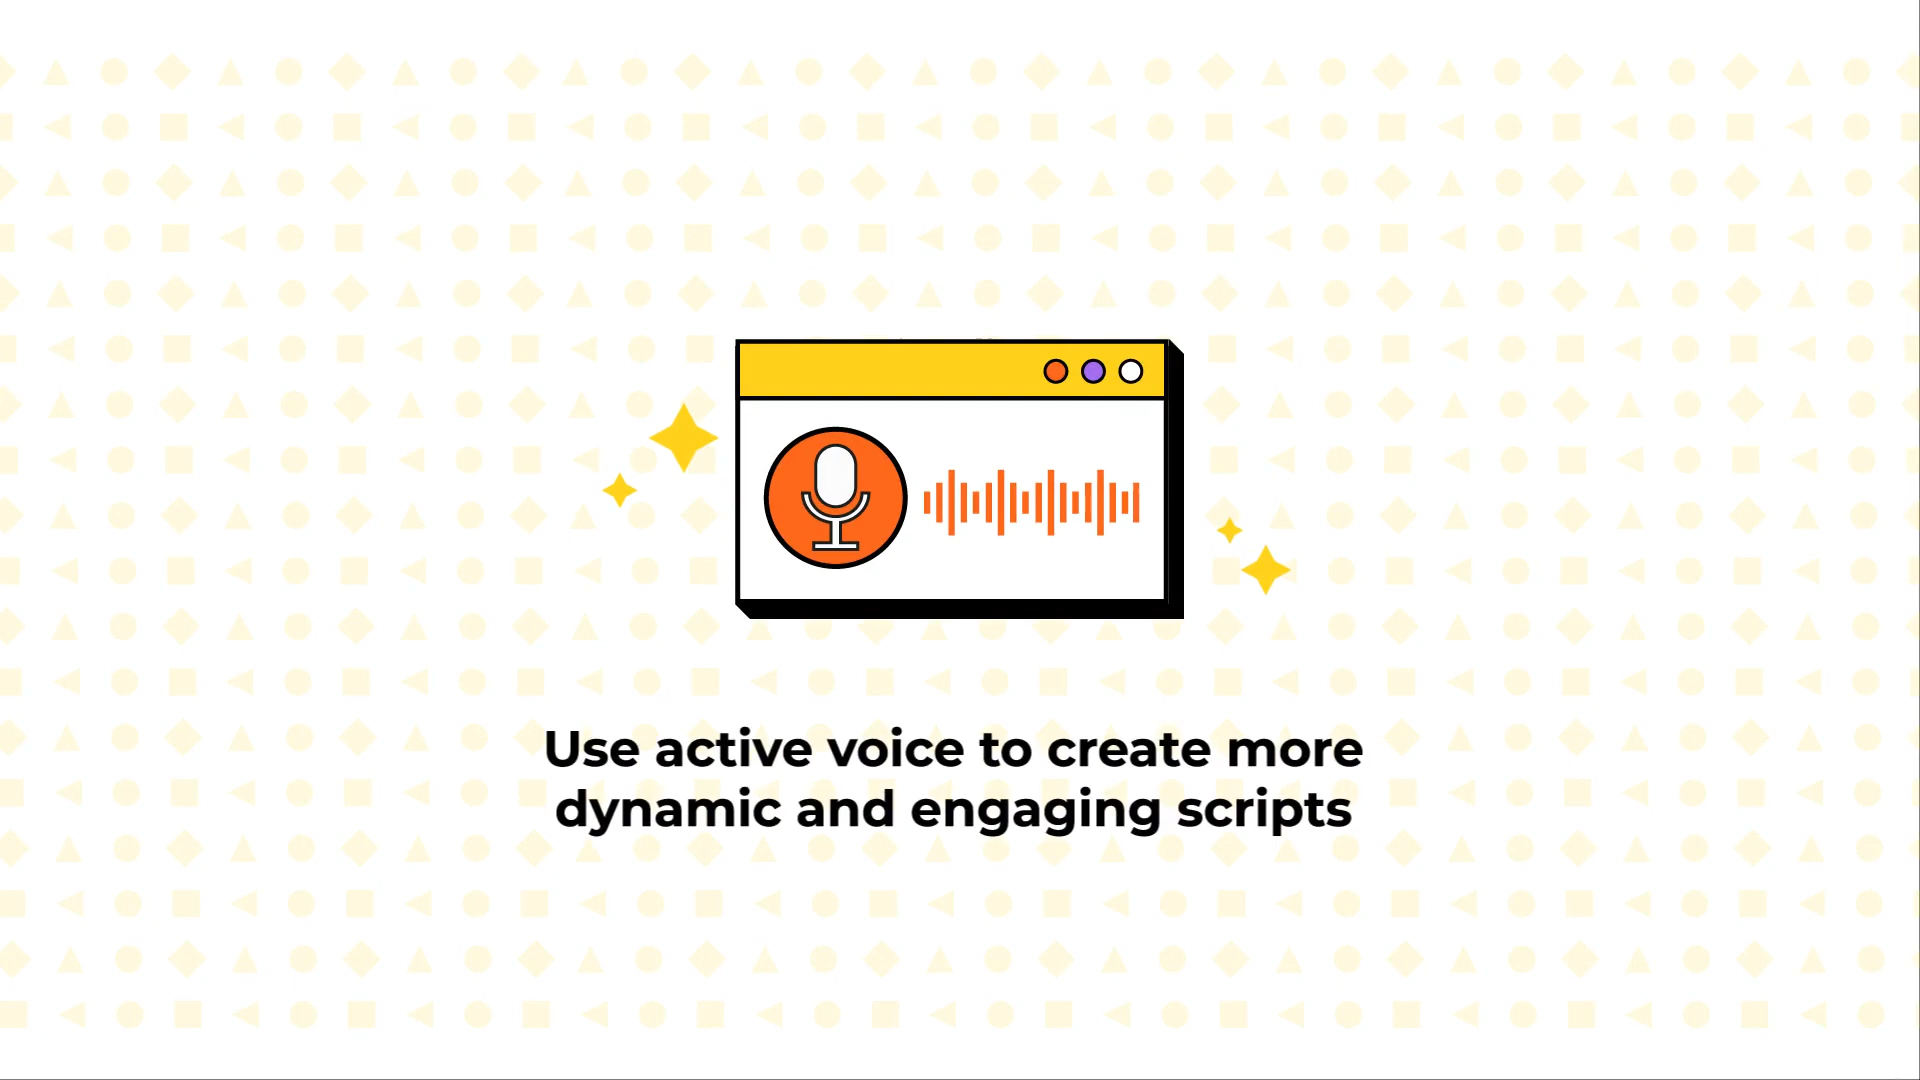 Use active voice to create more
dynamic and engaging scripts